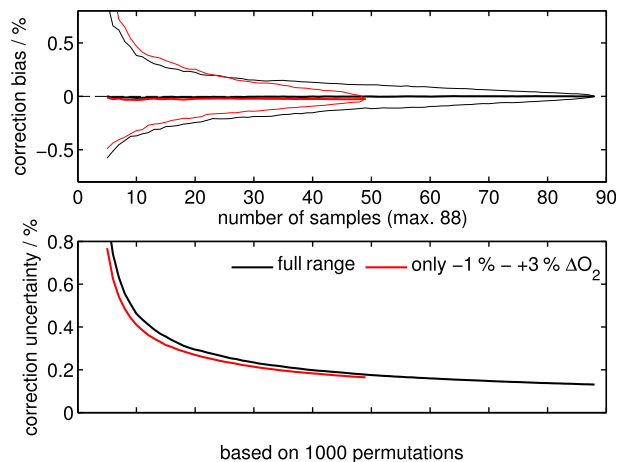 correction bias / %
0.5
0
−0.5
0 10 20 30 40 50 60 70 80 90
number of samples (max. 88)
correction uncertainty / %
0.8
full range only −1 % − +3 % ΔO2
0.6
0.4
0.2
0
based on 1000 permutations